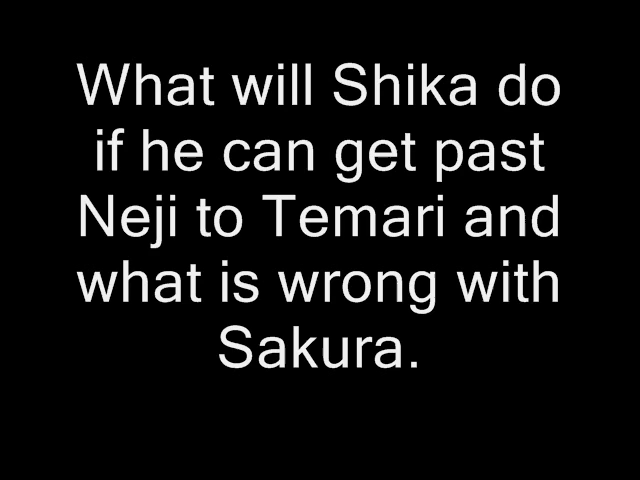 What will Shika do
if he can get past
Neji to Temari and
what is wrong with
Sakura.